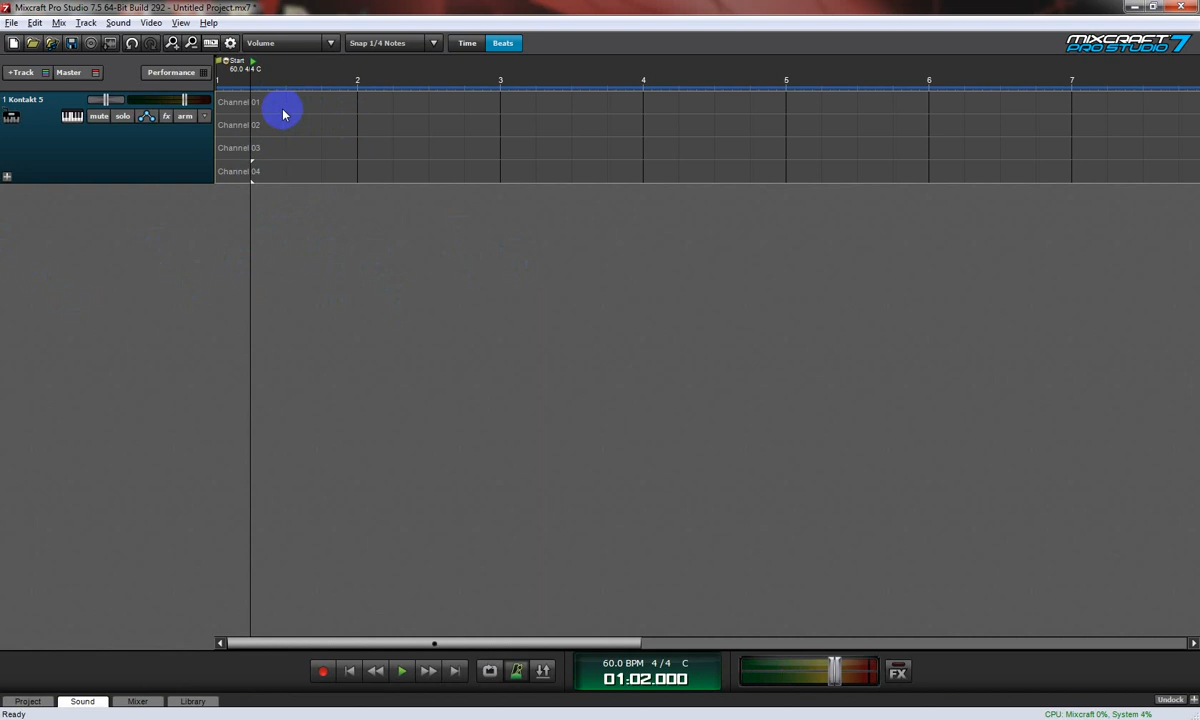 Mixcraft Pro Studio 7.5 64-Bit Build 292 - Untitled Project.mx7 *
File Edit Mix Track Sound Video View Help
Volume Snap 1/4 Notes Time Beats MIXCRAFT PRO STUDIO 7
+Track Master Performance
Start
60.0 4/4 C
1 2 3 4 5 6 7
1 Kontakt 5
mute solo fx arm
Channel 01
Channel 02
Channel 03
Channel 04
60.0 BPM 4/4 C
01:02.000
FX
Project Sound Mixer Library Undock
Ready CPU: Mixcraft 0%, System 4%